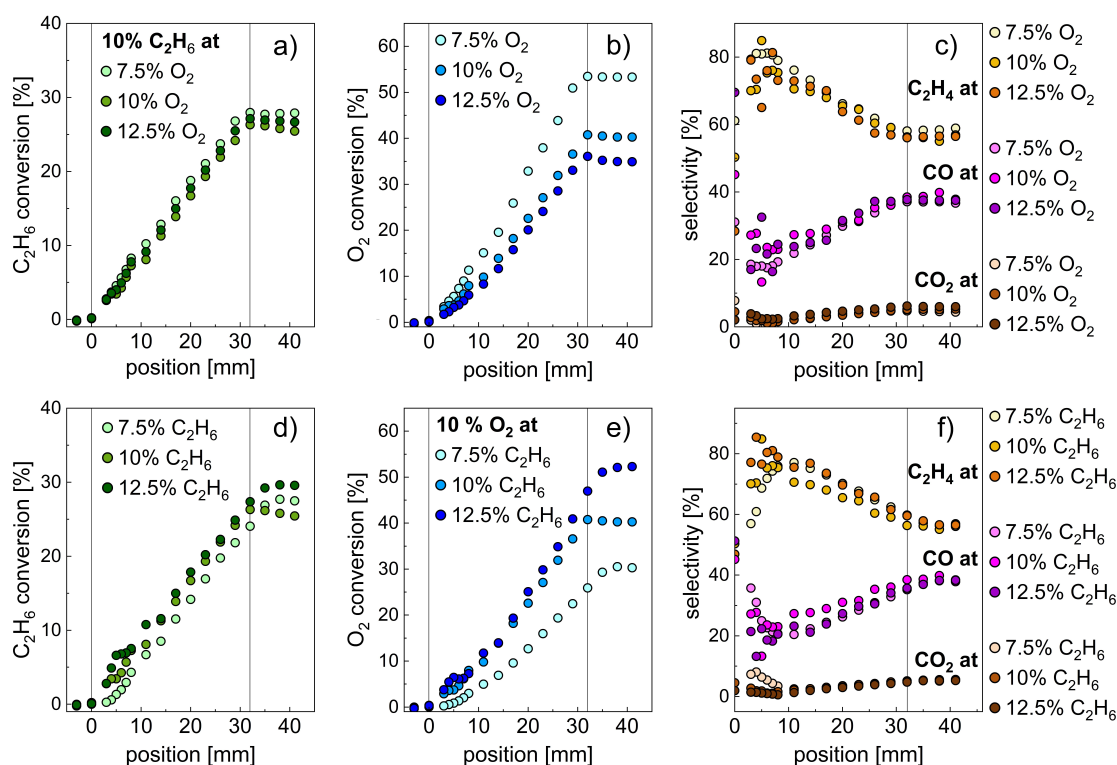 a)
10% C2H6 at
7.5% O2
10% O2
12.5% O2
C2H6 conversion [%]
40
30
20
10
0
0 10 20 30 40
position [mm]
b)
7.5% O2
10% O2
12.5% O2
O2 conversion [%]
60
50
40
30
20
10
0
0 10 20 30 40
position [mm]
c)
selectivity [%]
80
60
40
20
0
0 10 20 30 40
position [mm]
C2H4 at
7.5% O2
10% O2
12.5% O2
CO at
7.5% O2
10% O2
12.5% O2
CO2 at
7.5% O2
10% O2
12.5% O2
d)
7.5% C2H6
10% C2H6
12.5% C2H6
C2H6 conversion [%]
40
30
20
10
0
0 10 20 30 40
position [mm]
e)
10 % O2 at
7.5% C2H6
10% C2H6
12.5% C2H6
O2 conversion [%]
60
50
40
30
20
10
0
0 10 20 30 40
position [mm]
f)
selectivity [%]
80
60
40
20
0
0 10 20 30 40
position [mm]
C2H4 at
7.5% C2H6
10% C2H6
12.5% C2H6
CO at
7.5% C2H6
10% C2H6
12.5% C2H6
CO2 at
7.5% C2H6
10% C2H6
12.5% C2H6